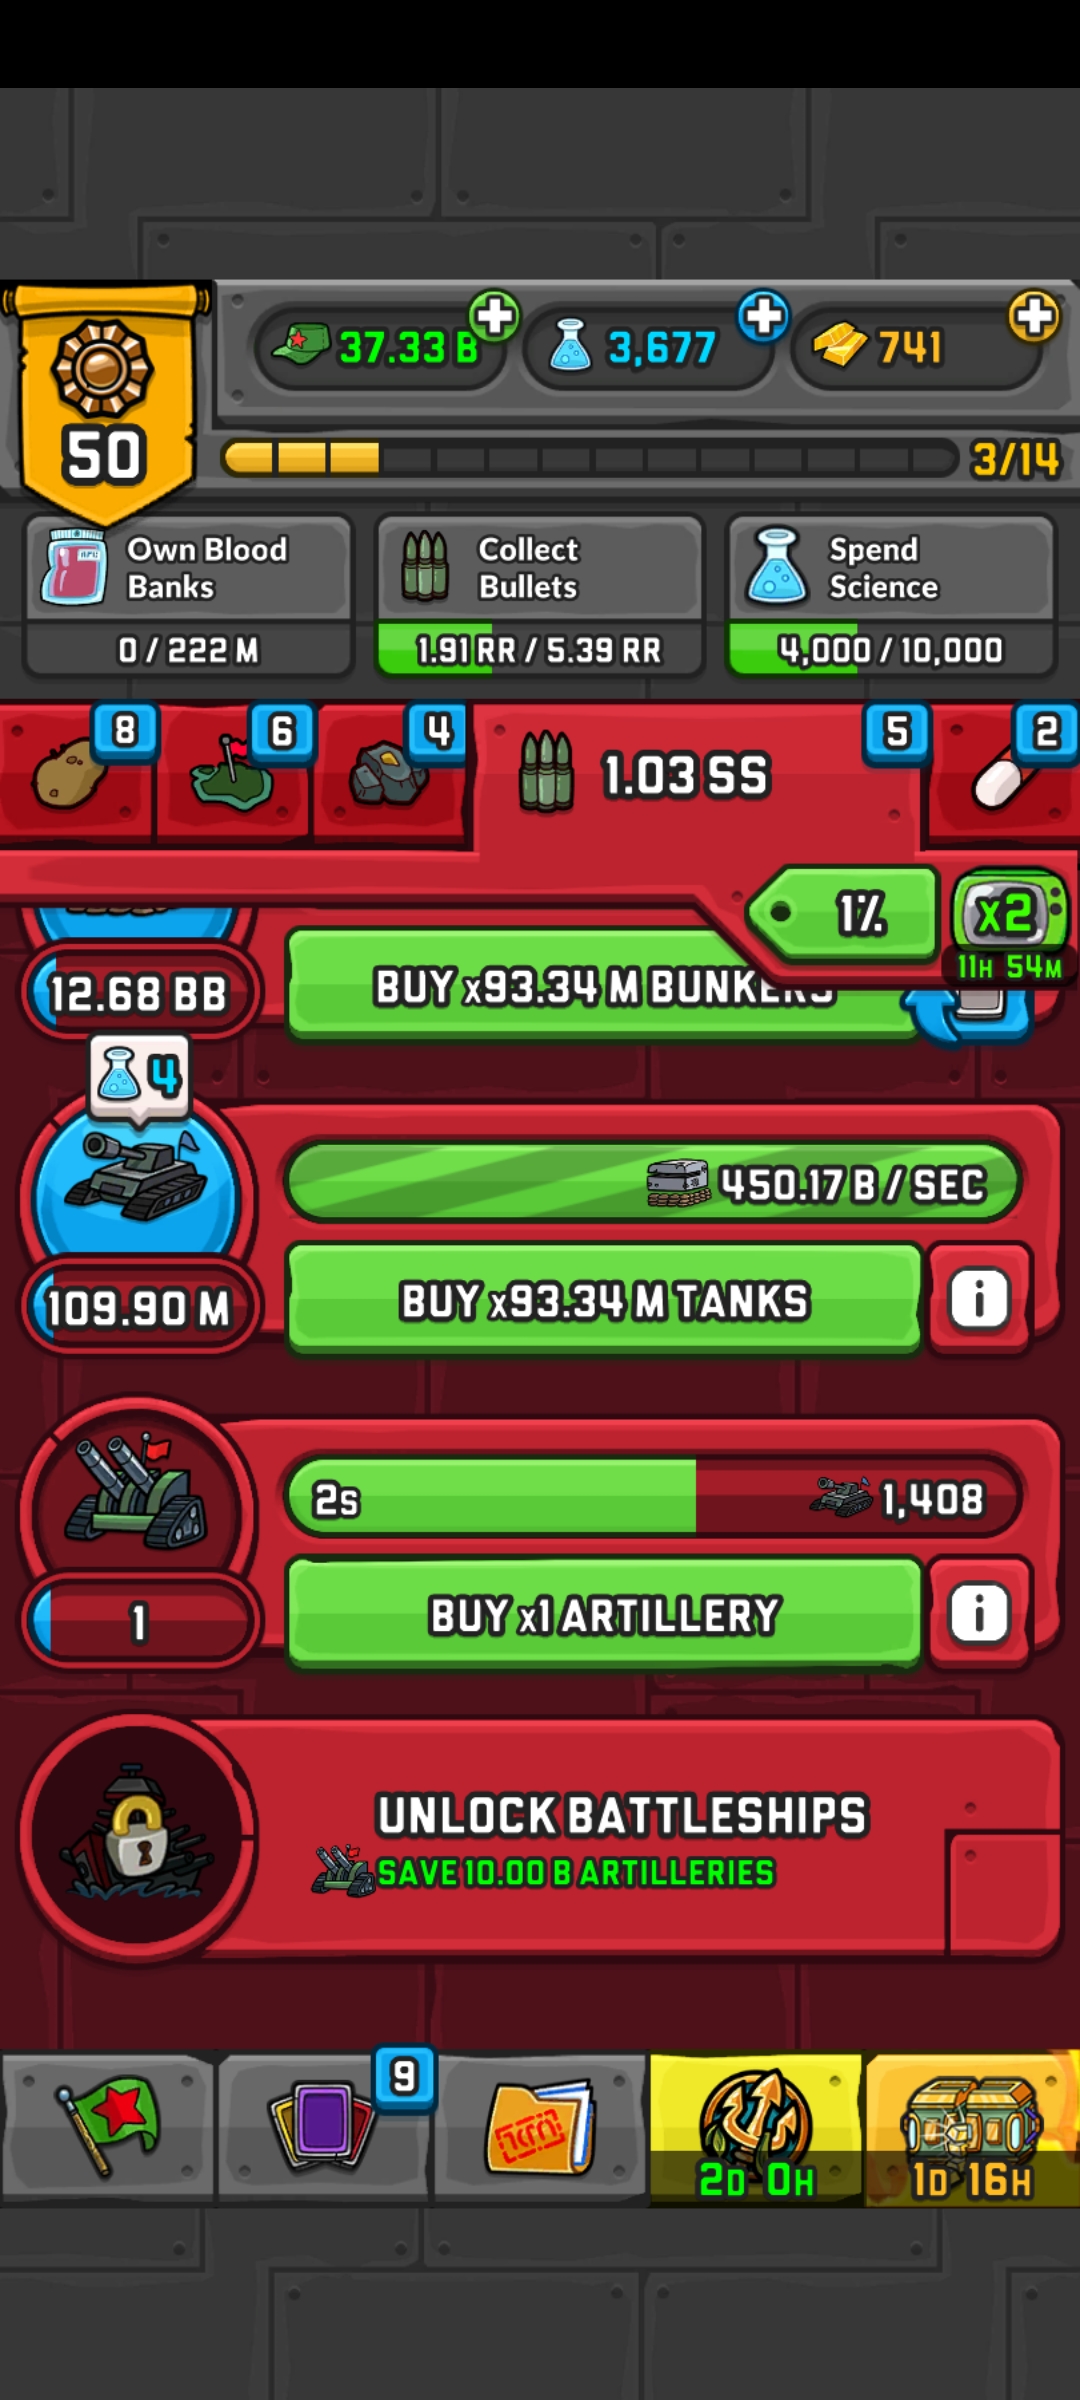 50
37.33 B
3,677
741
3/14
Own Blood
Banks
0 / 222 M
Collect
Bullets
1.91 RR / 5.39 RR
Spend
Science
4,000 / 10,000
8
6
4
1.03 SS
5
2
1%
x2
11H 54M
12.68 BB
BUY x93.34 M BUNKERS
4
450.17 B / SEC
109.90 M
BUY x93.34 M TANKS
i
2s
1,408
1
BUY x1 ARTILLERY
i
UNLOCK BATTLESHIPS
SAVE 10.00 B ARTILLERIES
9
2D 0H
1D 16H